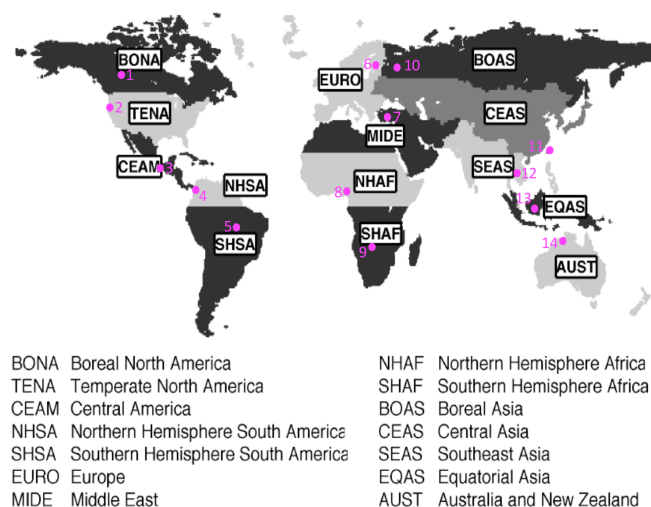 BONA
1
6
10
BOAS
EURO
2
TENA
7
CEAS
MIDE
11
CEAM
3
SEAS
12
NHSA
4
NHAF
8
13
EQAS
5
SHSA
SHAF
9
14
AUST
BONA Boreal North America
TENA Temperate North America
CEAM Central America
NHSA Northern Hemisphere South America
SHSA Southern Hemisphere South America
EURO Europe
MIDE Middle East
NHAF Northern Hemisphere Africa
SHAF Southern Hemisphere Africa
BOAS Boreal Asia
CEAS Central Asia
SEAS Southeast Asia
EQAS Equatorial Asia
AUST Australia and New Zealand